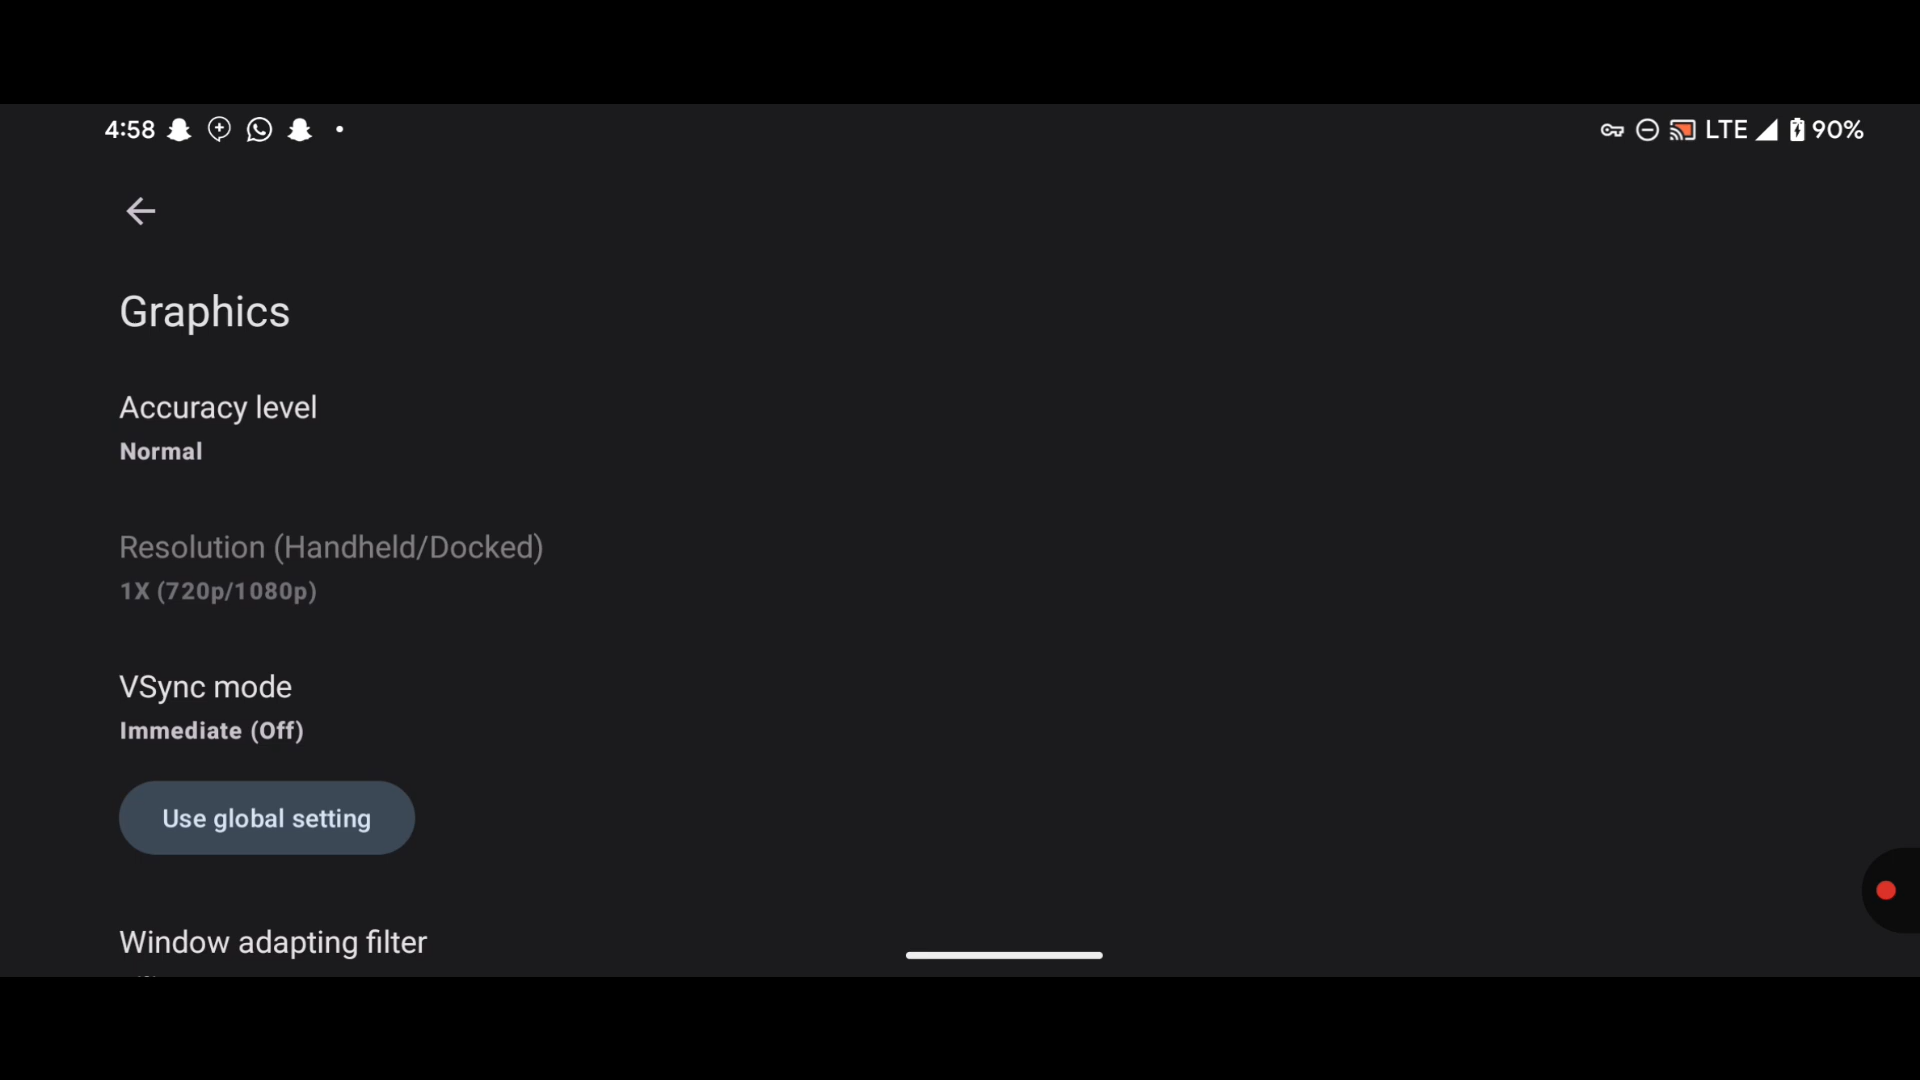 4:58
LTE 90%
Graphics
Accuracy level
Normal
Resolution (Handheld/Docked)
1X (720p/1080p)
VSync mode
Immediate (Off)
Use global setting
Window adapting filter